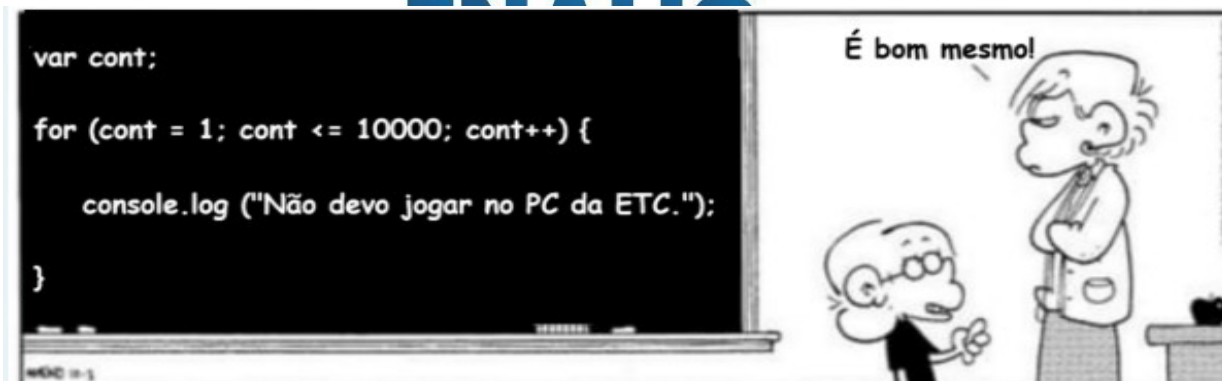 var cont;
for (cont = 1; cont <= 10000; cont++) {
console.log ("Não devo jogar no PC da ETC.");
}
É bom mesmo!